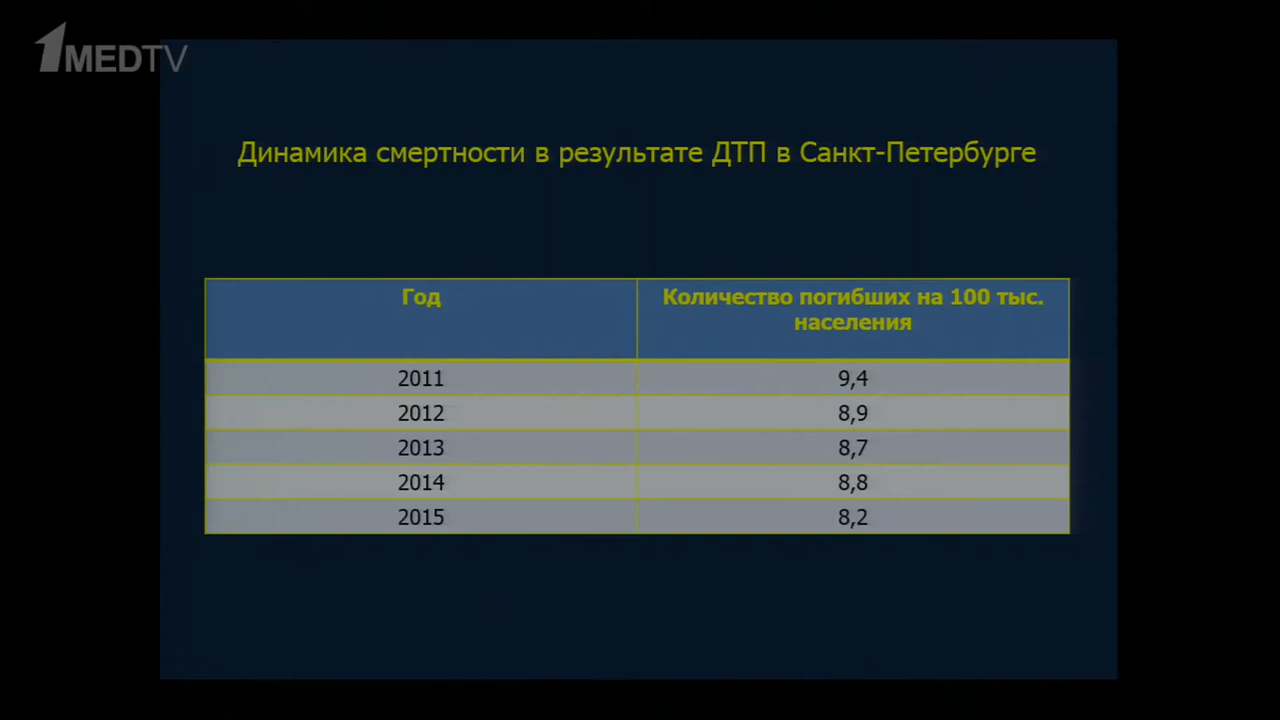 1MEDTV
Динамика смертности в результате ДТП в Санкт-Петербурге
Год
Количество погибших на 100 тыс.
населения
2011 9,4
2012 8,9
2013 8,7
2014 8,8
2015 8,2